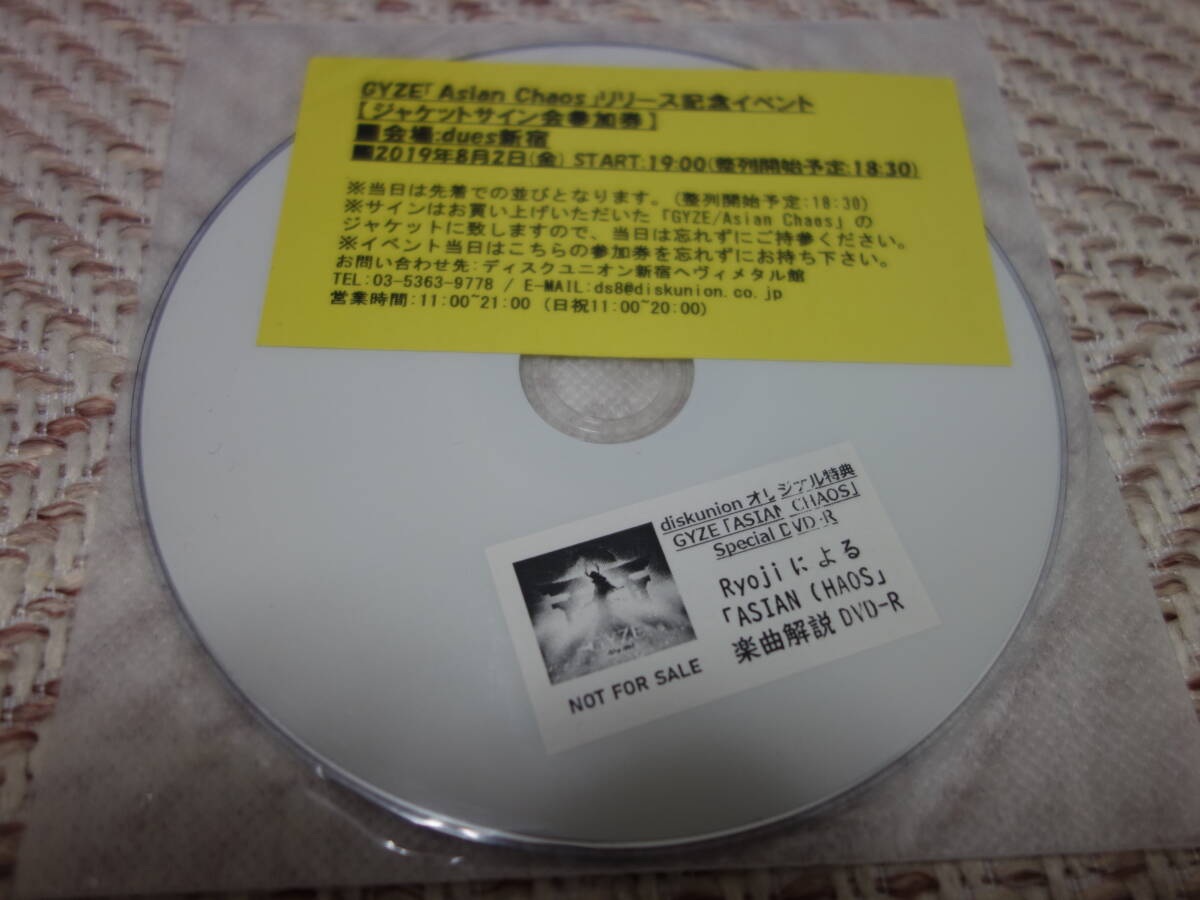 GYZE「Asian Chaos」リリース記念イベント
【ジャケットサイン会参加券】
■会場:dues新宿
■2019年8月2日(金) START:19:00(整列開始予定:18:30)
※当日は先着での並びとなります。(整列開始予定:18:30)
※サインはお買い上げいただいた「GYZE/Asian Chaos」の
ジャケットに致しますので、当日は忘れずにご持参ください。
※イベント当日はこちらの参加券を忘れずにお持ち下さい。
お問い合わせ先:ディスクユニオン新宿ヘヴィメタル館
TEL:03-5363-9778 / E-MAIL:ds8@diskunion.co.jp
営業時間:11:00~21:00 (日祝11:00~20:00)
diskunion オリジナル特典
GYZE「ASIAN CHAOS」
Special DVD-R
Ryojiによる
「ASIAN CHAOS」
楽曲解説DVD-R
GYZE
NOT FOR SALE